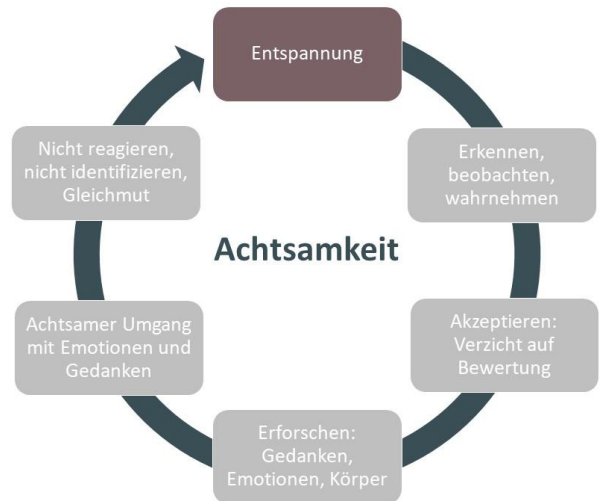 Entspannung
Erkennen,
beobachten,
wahrnehmen
Akzeptieren:
Verzicht auf
Bewertung
Erforschen:
Gedanken,
Emotionen, Körper
Achtsamer Umgang
mit Emotionen und
Gedanken
Nicht reagieren,
nicht identifizieren,
Gleichmut
Achtsamkeit